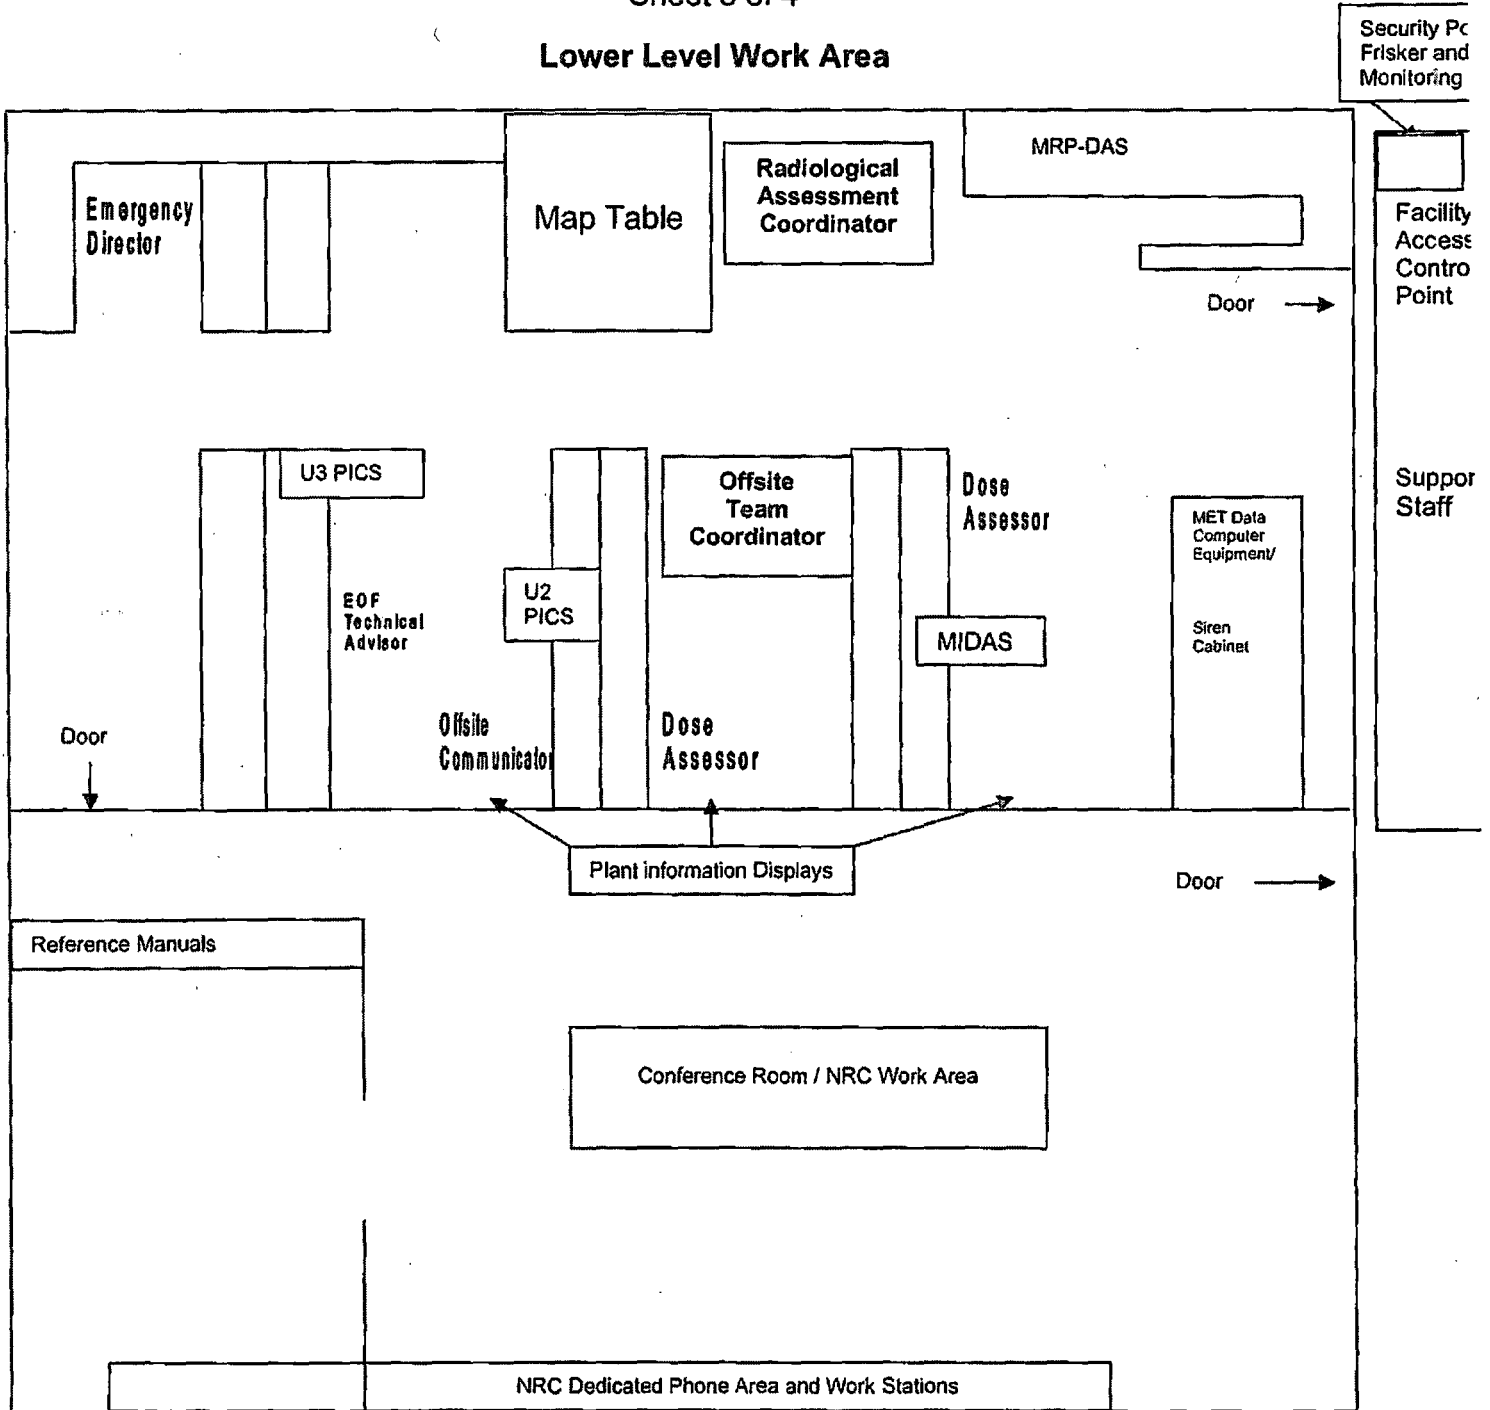 Lower Level Work Area
Security
Frisker and
Monitoring
MRP-DAS
Radiological
Assessment
Coordinator
Map Table
Emergency
Director
Facility
Access
Contro
Point
Door
U3 PICS
Offsite
Team
Coordinator
Dose
Assessor
Suppor
Staff
MET Data
Computer
Equipment/
Siren
Cabinet
EOF
Technical
Advisor
U2
PICS
MIDAS
Offsite
Communicator
Dose
Assessor
Door
Plant information Displays
Door
Reference Manuals
Conference Room / NRC Work Area
NRC Dedicated Phone Area and Work Stations